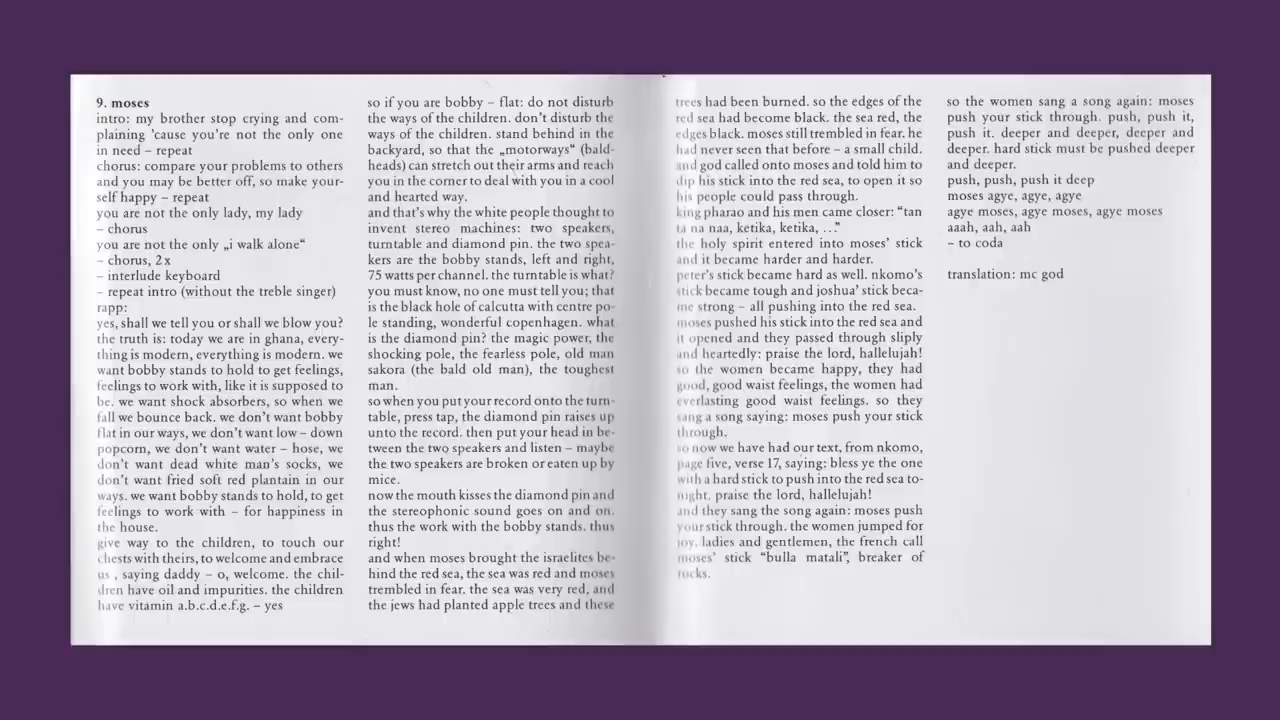 9. moses
intro: my brother stop crying and com-
plaining 'cause you're not the only one
in need – repeat
chorus: compare your problems to others
and you may be better off, so make your-
self happy – repeat
you are not the only lady, my lady
– chorus
you are not the only „i walk alone“
– chorus, 2x
– interlude keyboard
– repeat intro (without the treble singer)
rapp:
yes, shall we tell you or shall we blow you?
the truth is: today we are in ghana, every-
thing is modern, everything is modern. we
want bobby stands to hold to get feelings,
feelings to work with, like it is supposed to
be. we want shock absorbers, so when we
fall we bounce back. we don't want bobby
flat in our ways, we don't want low – down
popcorn, we don't want water – hose, we
don't want dead white man's socks, we
don't want fried soft red plantain in our
ways. we want bobby stands to hold, to get
feelings to work with – for happiness in
the house.
give way to the children, to touch our
chests with theirs, to welcome and embrace
us , saying daddy – o, welcome. the chil-
dren have oil and impurities. the children
have vitamin a.b.c.d.e.f.g. – yes
so if you are bobby – flat: do not disturb
the ways of the children. don't disturb the
ways of the children. stand behind in the
backyard, so that the „motorways“ (bald-
heads) can stretch out their arms and reach
you in the corner to deal with you in a cool
and hearted way.
and that's why the white people thought to
invent stereo machines: two speakers,
turntable and diamond pin. the two spea-
kers are the bobby stands, left and right,
75 watts per channel. the turntable is what?
you must know, no one must tell you; that
is the black hole of calcutta with centre po-
le standing, wonderful copenhagen. what
is the diamond pin? the magic power, the
shocking pole, the fearless pole, old man
sakora (the bald old man), the toughest
man.
so when you put your record onto the turn-
table, press tap, the diamond pin raises up
unto the record. then put your head in be-
tween the two speakers and listen – maybe
the two speakers are broken or eaten up by
mice.
now the mouth kisses the diamond pin and
the stereophonic sound goes on and on.
thus the work with the bobby stands. thus
right!
and when moses brought the israelites be-
hind the red sea, the sea was red and moses
trembled in fear. the sea was very red, and
the jews had planted apple trees and these
trees had been burned. so the edges of the
red sea had become black. the sea red, the
edges black. moses still trembled in fear. he
had never seen that before – a small child.
and god called onto moses and told him to
dip his stick into the red sea, to open it so
his people could pass through.
king pharao and his men came closer: “tan
ta na naa, ketika, ketika, …”
the holy spirit entered into moses' stick
and it became harder and harder.
peter's stick became hard as well. nkomo's
stick became tough and joshua' stick beca-
me strong – all pushing into the red sea.
moses pushed his stick into the red sea and
it opened and they passed through sliply
and heartedly: praise the lord, hallelujah!
so the women became happy, they had
good, good waist feelings, the women had
everlasting good waist feelings. so they
sang a song saying: moses push your stick
through.
so now we have had our text, from nkomo,
page five, verse 17, saying: bless ye the one
with a hard stick to push into the red sea to-
night. praise the lord, hallelujah!
and they sang the song again: moses push
your stick through. the women jumped for
joy. ladies and gentlemen, the french call
moses' stick “bulla matali”, breaker of
rocks.
so the women sang a song again: moses
push your stick through. push, push it,
push it. deeper and deeper, deeper and
deeper. hard stick must be pushed deeper
and deeper.
push, push, push it deep
moses agye, agye, agye
agye moses, agye moses, agye moses
aaah, aah, aah
– to coda
translation: mc god